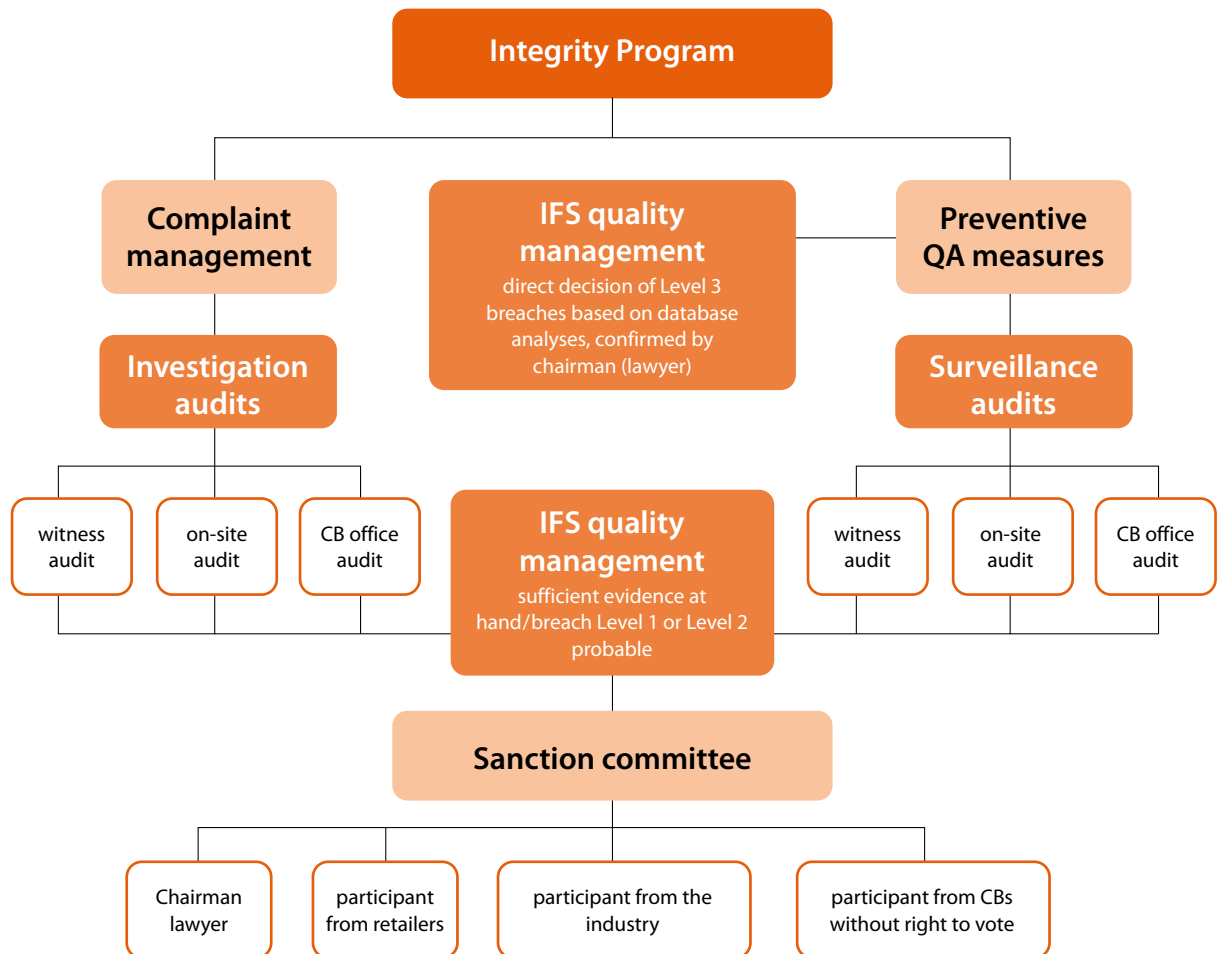 Integrity Program
Complaint
management
IFS quality
management
direct decision of Level 3
breaches based on database
analyses, confirmed by
chairman (lawyer)
Preventive
QA measures
Investigation
audits
Surveillance
audits
witness
audit
on-site
audit
CB office
audit
IFS quality
management
sufficient evidence at
hand/breach Level 1 or Level 2
probable
witness
audit
on-site
audit
CB office
audit
Sanction committee
Chairman
lawyer
participant
from retailers
participant from the
industry
participant from CBs
without right to vote